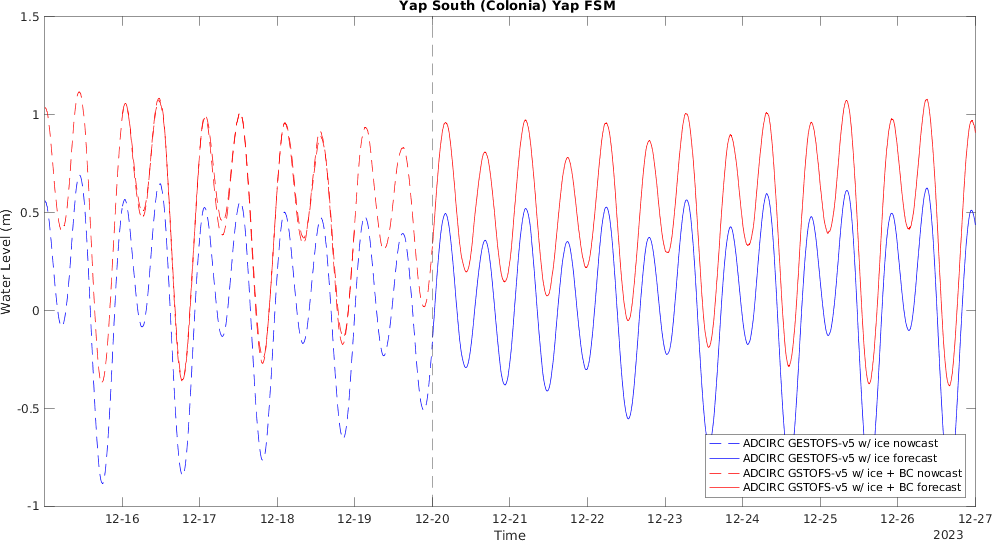 Yap South (Colonia) Yap FSM
1.5
1
0.5
0
-0.5
-1
Water Level (m)
12-16
12-17
12-18
12-19
12-20
12-21
12-22
12-23
12-24
12-25
12-26
12-27
Time
2023
ADCIRC GESTOFS-v5 w/ ice nowcast
ADCIRC GESTOFS-v5 w/ ice forecast
ADCIRC GSTOFS-v5 w/ ice + BC nowcast
ADCIRC GSTOFS-v5 w/ ice + BC forecast